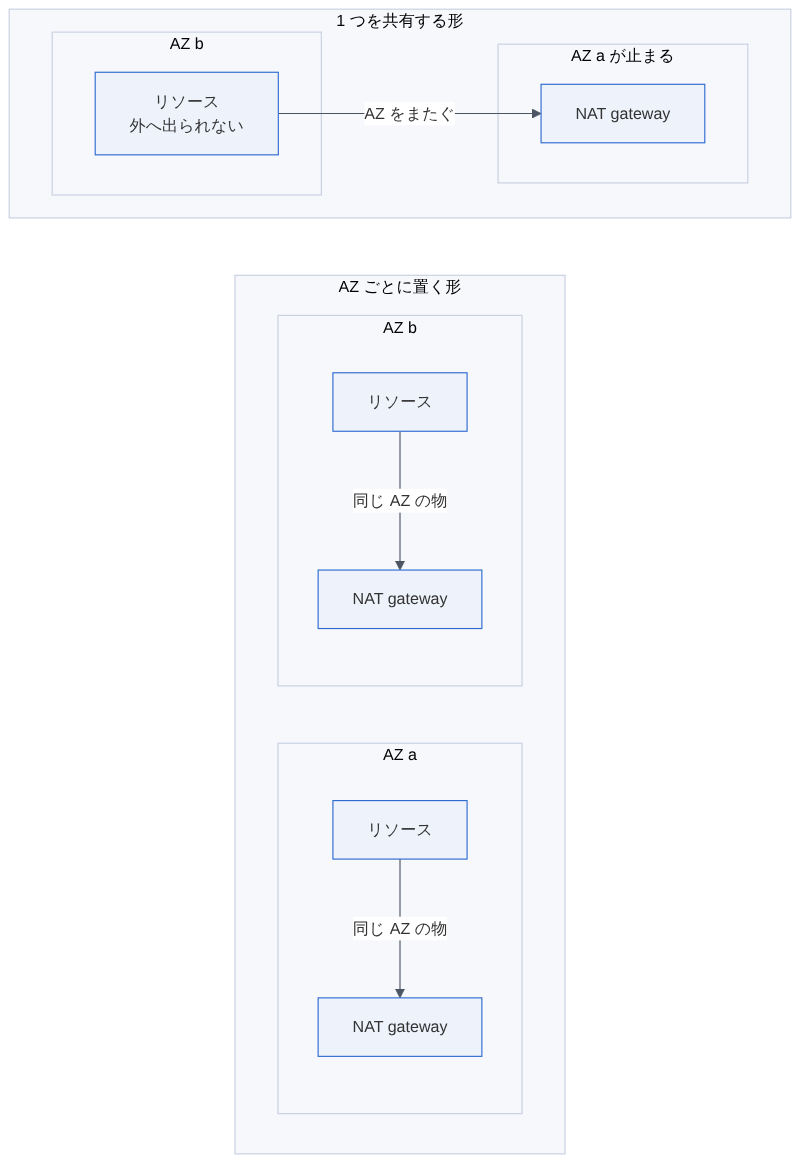 1 つを共有する形
AZ b
リソース
外へ出られない
AZ をまたぐ
AZ a が止まる
NAT gateway
AZ ごとに置く形
AZ b
リソース
同じ AZ の物
NAT gateway
AZ a
リソース
同じ AZ の物
NAT gateway